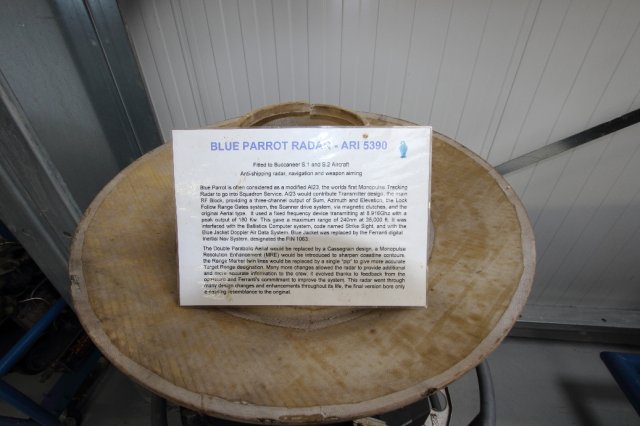 BLUE PARROT RADAR - ARI 5390
Fitted to Buccaneer S.1 and S.2 Aircraft
Anti-shipping radar, navigation and weapon aiming
Blue Parrot is often considered as a modified AI23, the worlds first Monopulse Tracking
Radar to go into Squadron Service. AI23 would contribute Transmitter design, the main
RF Block, providing a three-channel output of Sum, Azimuth and Elevation, the Lock
Follow Range Gates system, the Scanner drive system, via magnetic clutches, and the
original Aerial type. It used a fixed frequency device transmitting at 8.918Ghz with a
peak output of 180 Kw. This gave a maximum range of 240nm at 35,000 ft. It was
interfaced with the Ballistics Computer system, code named Strike Sight, and with the
Blue Jacket Doppler Air Data System. Blue Jacket was replaced by the Ferranti digital
Inertial Nav System, designated the FIN 1063.
The Double Parabolic Aerial would be replaced by a Cassegrain design, a Monopulse
Resolution Enhancement (MRE) would be introduced to sharpen coastal contours,
the Range Marker twin lines would be replaced by a single "pip" to give more accurate
Target Range designation. Many more changes allowed the radar to provide additional
and more accurate information to the crew. It evolved thanks to feedback from the
and Ferranti's commitment to improve the system. This radar went through
many design changes and enhancements throughout its life, the final version bore only
a passing resemblance to the original.